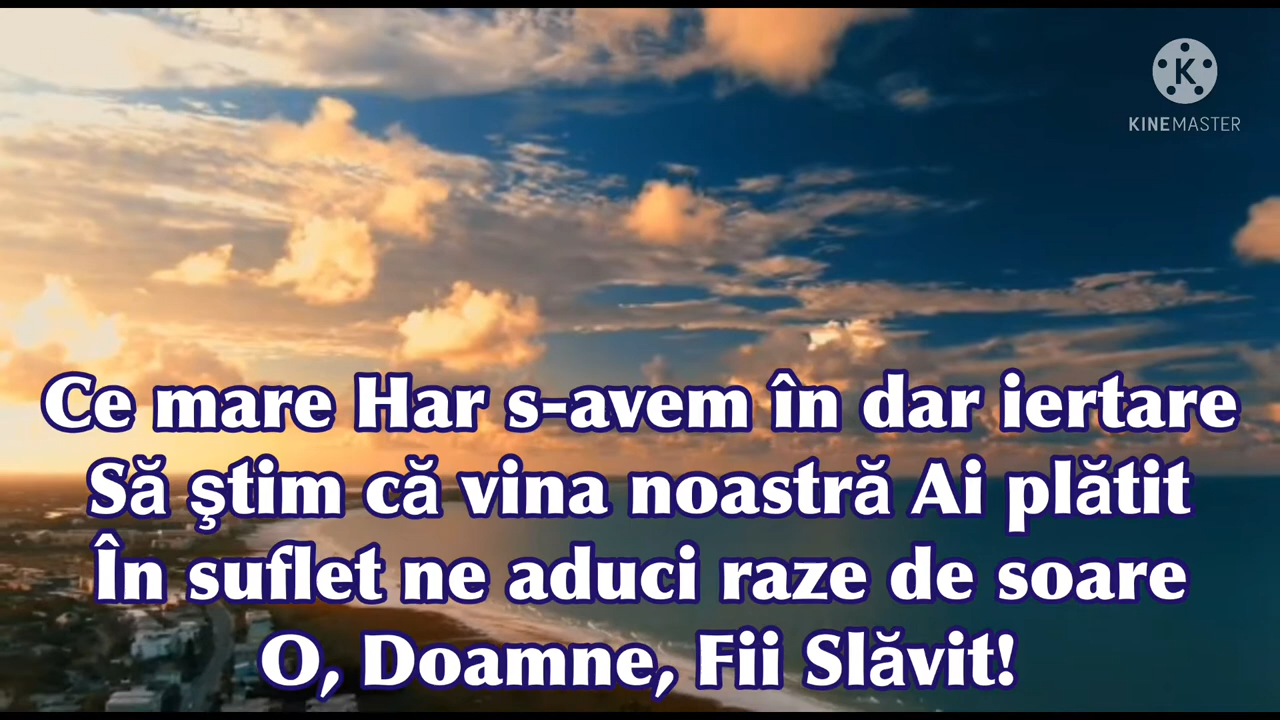 KINEMASTER
Ce mare Har s-avem în dar iertare
Să ştim că vina noastră Ai plătit
În suflet ne aduci raze de soare
O, Doamne, Fii Slăvit!